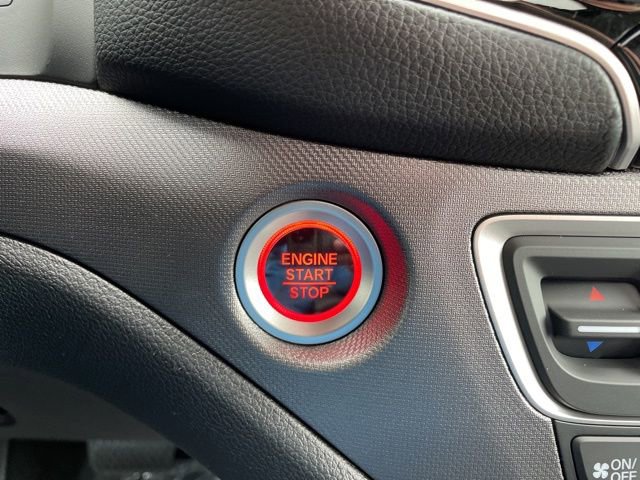 ENGINE
START
STOP
ON/
OFF